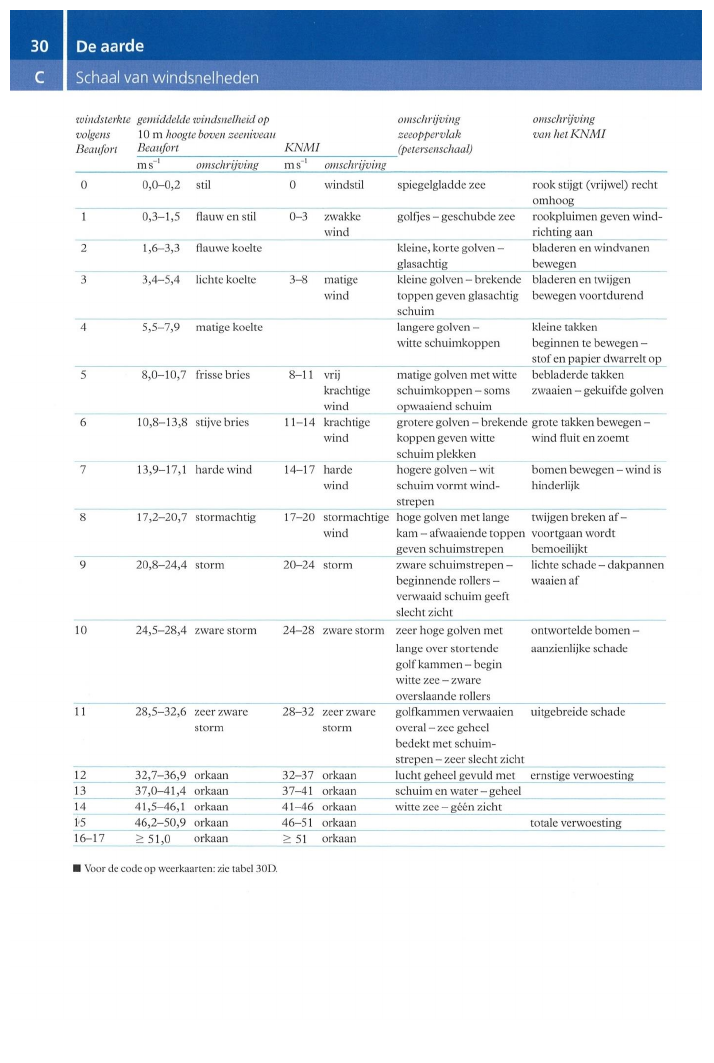 30 De aarde
C Schaal van windsnelheden
windsterkte gemiddelde windsnelheid op omschrijving omschrijving
volgens 10 m hoogte boven zeeniveau zeeoppervlak van het KNMI
Beaufort Beaufort KNMI (petersenschaal)
m s⁻¹ omschrijving m s⁻¹ omschrijving
0 0,0–0,2 stil 0 windstil spiegelgladde zee rook stijgt (vrijwel) recht
omhoog
1 0,3–1,5 flauw en stil 0–3 zwakke golfjes – geschubde zee rookpluimen geven wind-
wind richting aan
2 1,6–3,3 flauwe koelte kleine, korte golven – bladeren en windvanen
glasachtig bewegen
3 3,4–5,4 lichte koelte 3–8 matige kleine golven – brekende bladeren en twijgen
wind toppen geven glasachtig bewegen voortdurend
schuim
4 5,5–7,9 matige koelte langere golven – kleine takken
witte schuimkoppen beginnen te bewegen –
stof en papier dwarrelt op
5 8,0–10,7 frisse bries 8–11 vrij matige golven met witte bebladerde takken
krachtige schuimkoppen – soms zwaaien – gekuifde golven
wind opwaaiend schuim
6 10,8–13,8 stijve bries 11–14 krachtige grotere golven – brekende grote takken bewegen –
wind koppen geven witte wind fluit en zoemt
schuim plekken
7 13,9–17,1 harde wind 14–17 harde hogere golven – wit bomen bewegen – wind is
wind schuim vormt wind- hinderlijk
strepen
8 17,2–20,7 stormachtig 17–20 stormachtige hoge golven met lange twijgen breken af –
wind kam – afwaaiende toppen voortgaan wordt
geven schuimstrepen bemoeilijkt
9 20,8–24,4 storm 20–24 storm zware schuimstrepen – lichte schade – dakpannen
beginnende rollers – waaien af
verwaaid schuim geeft
slecht zicht
10 24,5–28,4 zware storm 24–28 zware storm zeer hoge golven met ontwortelde bomen –
lange over stortende aanzienlijke schade
golf kammen – begin
witte zee – zware
overslaande rollers
11 28,5–32,6 zeer zware 28–32 zeer zware golfkammen verwaaien uitgebreide schade
storm storm overal – zee geheel
bedekt met schuim-
strepen – zeer slecht zicht
12 32,7–36,9 orkaan 32–37 orkaan lucht geheel gevuld met ernstige verwoesting
13 37,0–41,4 orkaan 37–41 orkaan schuim en water – geheel
14 41,5–46,1 orkaan 41–46 orkaan witte zee – géén zicht
15 46,2–50,9 orkaan 46–51 orkaan totale verwoesting
16–17 ≥ 51,0 orkaan ≥ 51 orkaan
■ Voor de code op weerkaarten: zie tabel 30D.